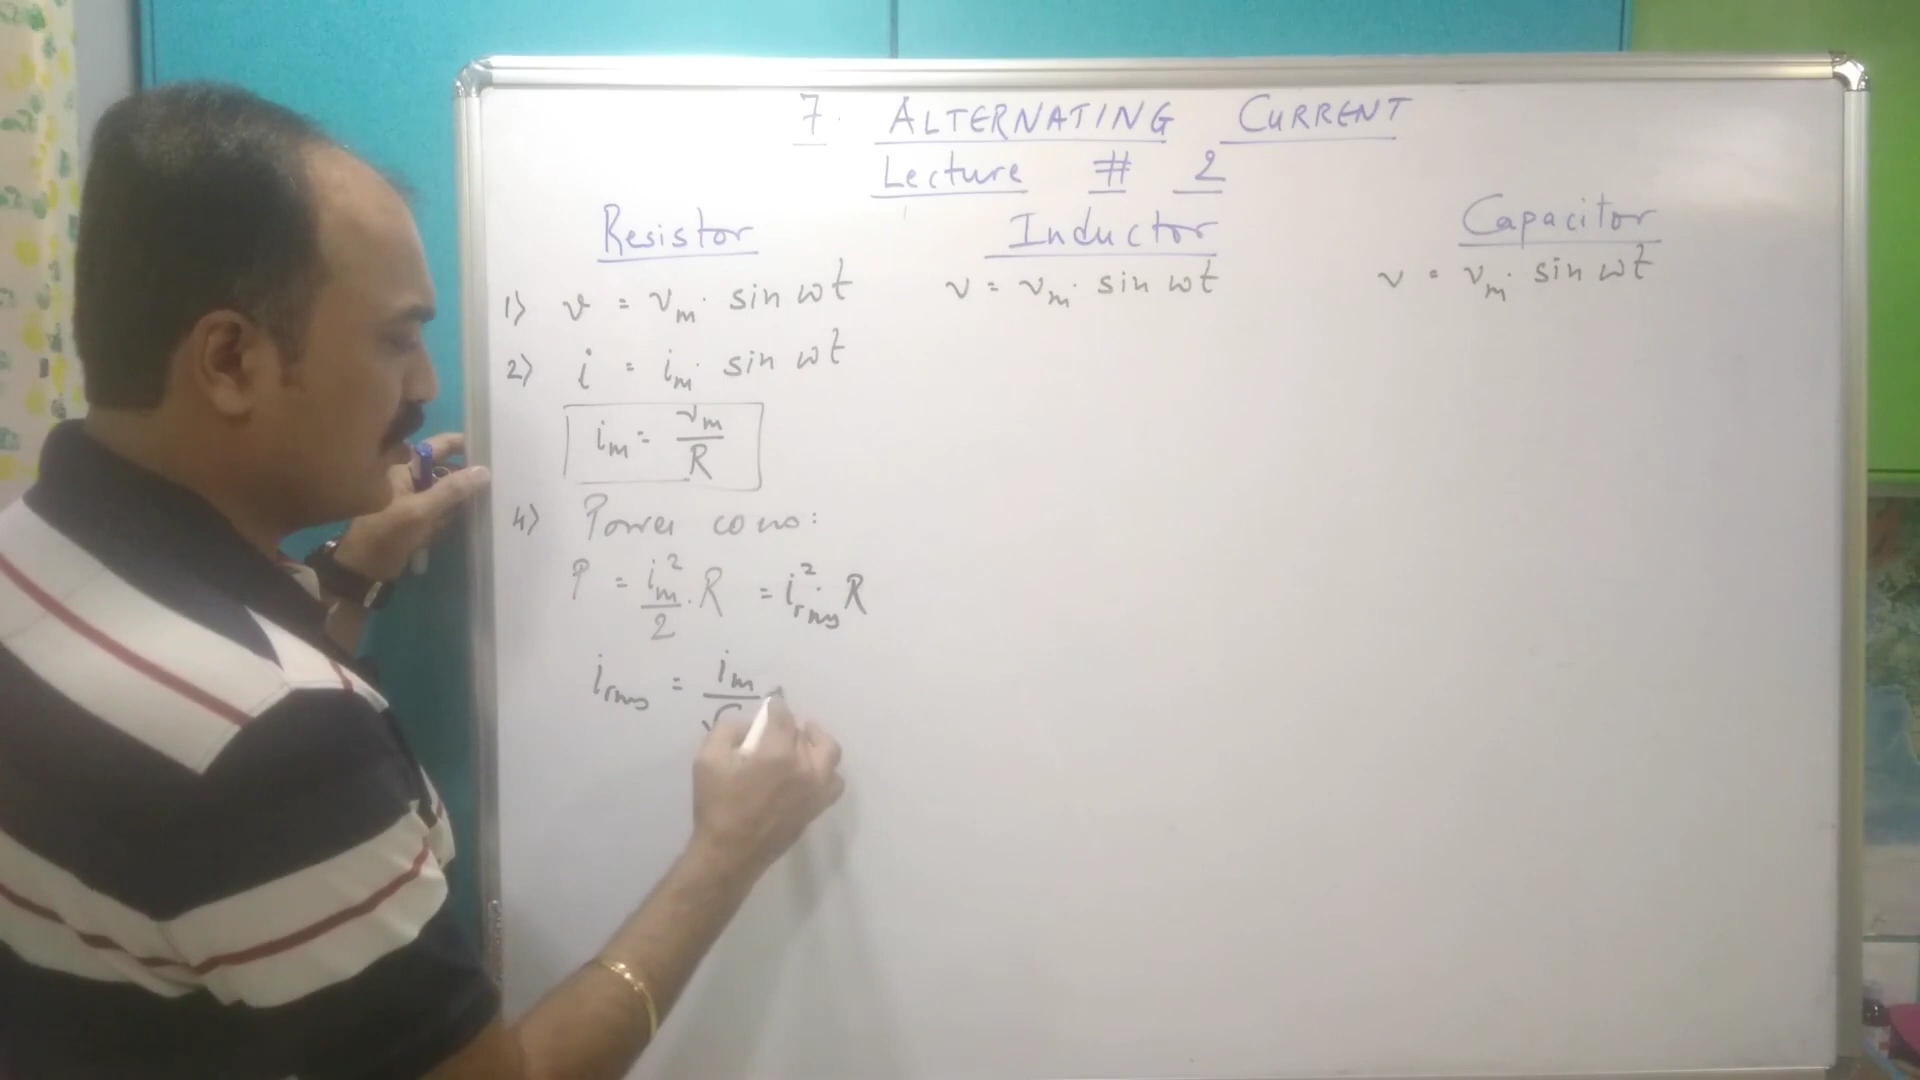 7. ALTERNATING CURRENT
Lecture # 2
Resistor
1) v = vm . sin ωt
2) i = im . sin ωt
im = vm / R
4) Power cons:
P = im² / 2 . R = i²rms . R
irms = im / √
Inductor
v = vm . sin ωt
Capacitor
v = vm . sin ωt